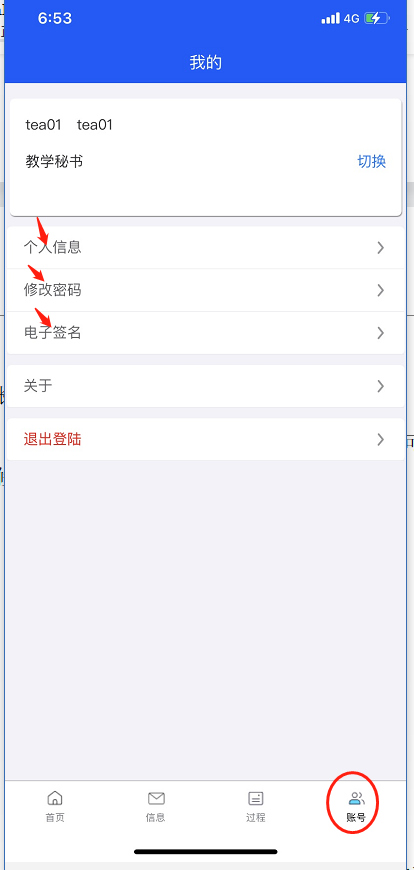 6:53 4G
我的
tea01 tea01
教学秘书 切换
个人信息
修改密码
电子签名
关于
退出登陆
首页 信息 过程 账号